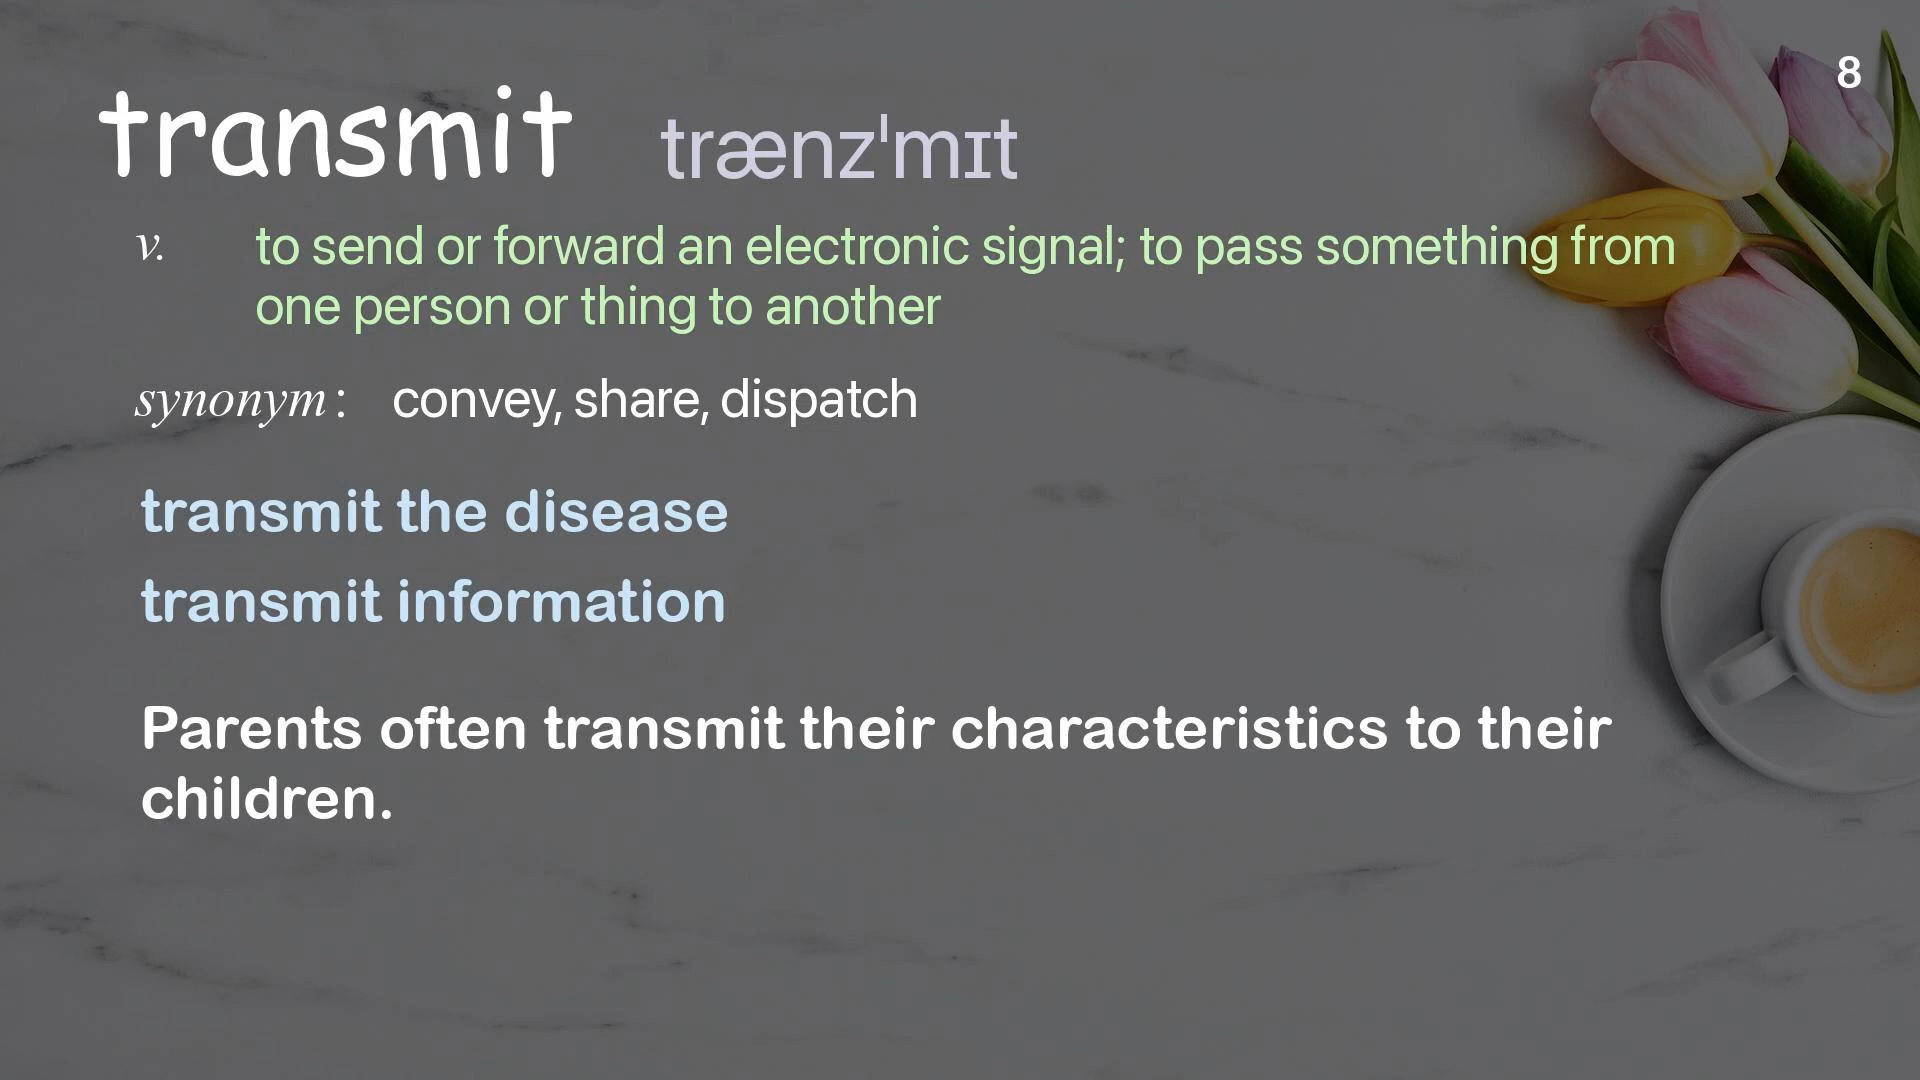 8
transmit trænzˈmɪt
v. to send or forward an electronic signal; to pass something from
one person or thing to another
synonym : convey, share, dispatch
transmit the disease
transmit information
Parents often transmit their characteristics to their
children.